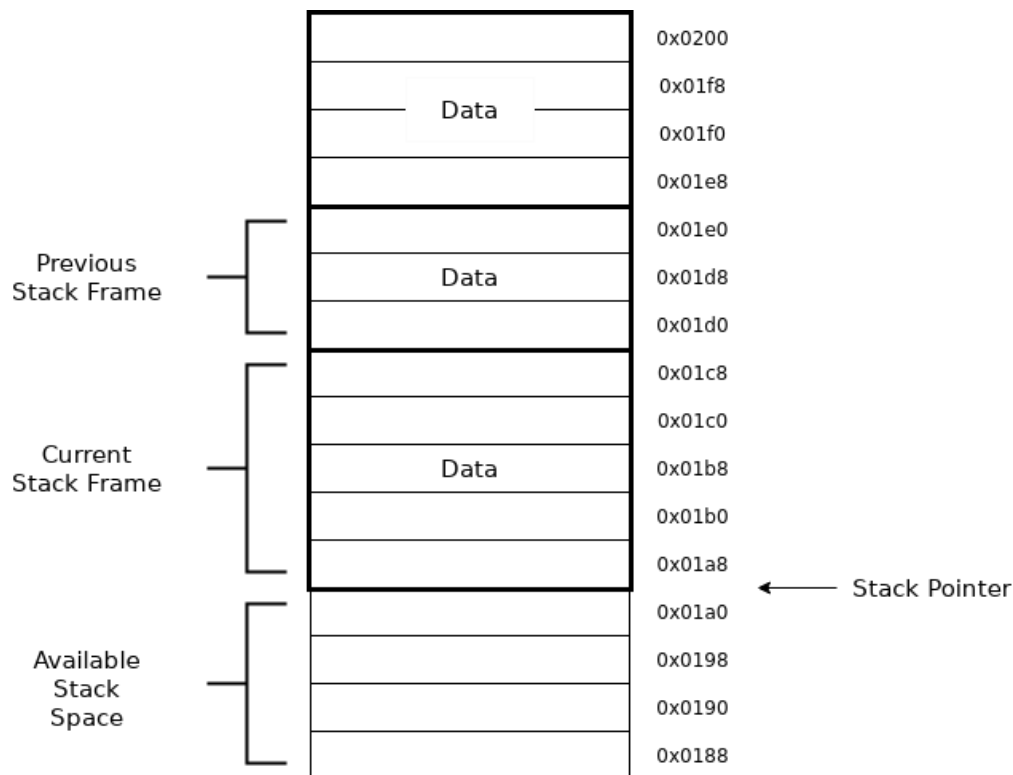 0x0200
0x01f8
Data
0x01f0
0x01e8
0x01e0
Previous
Stack Frame
Data
0x01d8
0x01d0
0x01c8
0x01c0
Current
Stack Frame
Data
0x01b8
0x01b0
0x01a8
Stack Pointer
0x01a0
Available
Stack
Space
0x0198
0x0190
0x0188